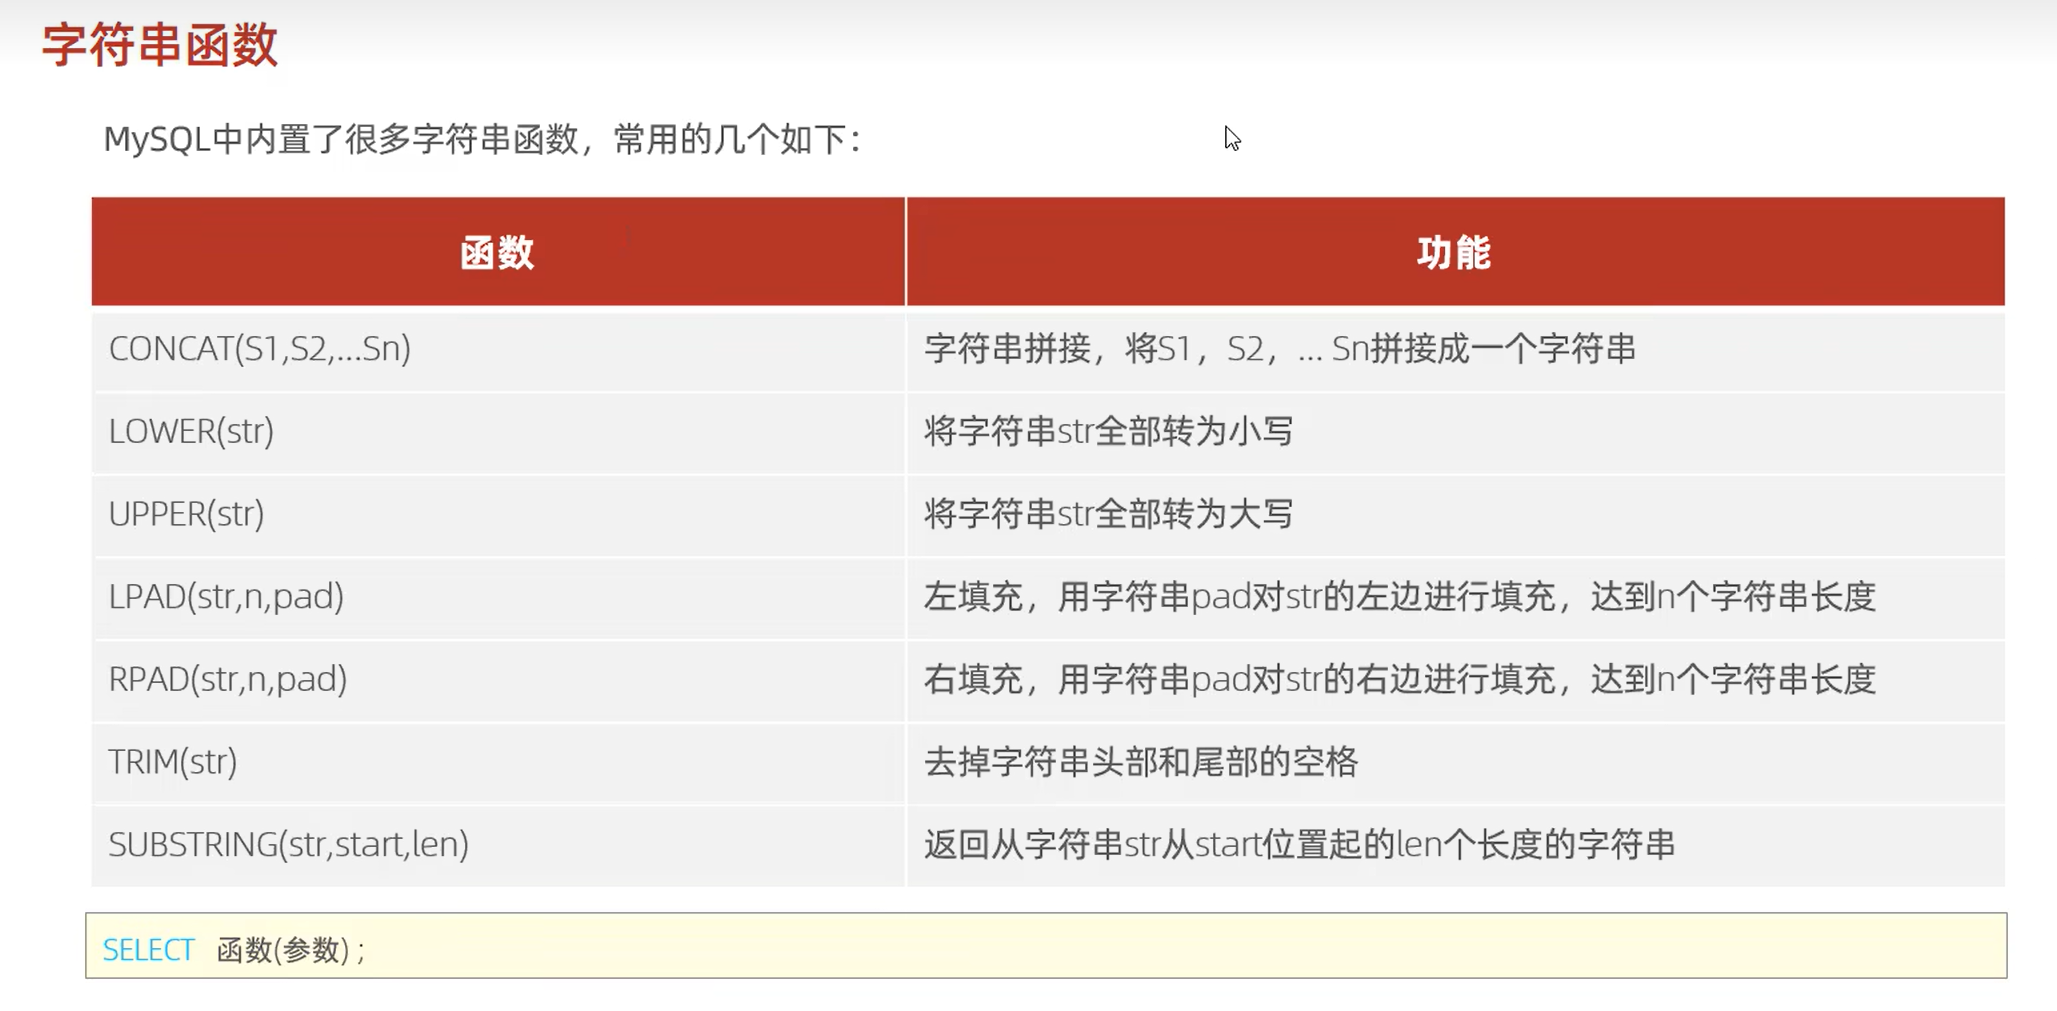 字符串函数
MySQL中内置了很多字符串函数，常用的几个如下：
函数 功能
CONCAT(S1,S2,...Sn) 字符串拼接，将S1，S2，... Sn拼接成一个字符串
LOWER(str) 将字符串str全部转为小写
UPPER(str) 将字符串str全部转为大写
LPAD(str,n,pad) 左填充，用字符串pad对str的左边进行填充，达到n个字符串长度
RPAD(str,n,pad) 右填充，用字符串pad对str的右边进行填充，达到n个字符串长度
TRIM(str) 去掉字符串头部和尾部的空格
SUBSTRING(str,start,len) 返回从字符串str从start位置起的len个长度的字符串
SELECT 函数(参数) ;